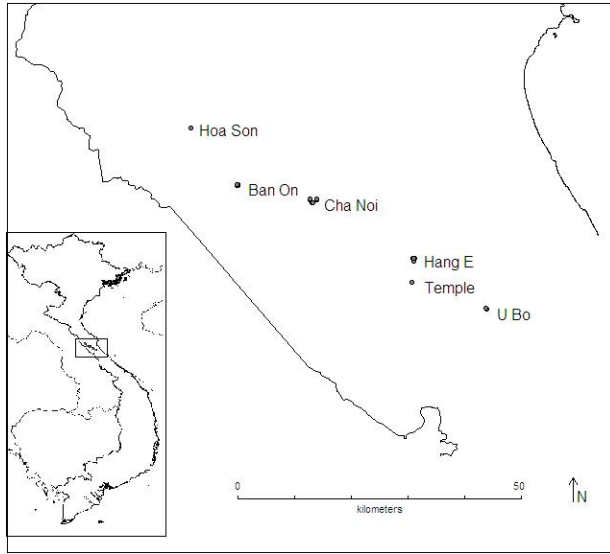 Hoa Son
Ban On
Cha Noi
Hang E
Temple
U Bo
0 50
kilometers
N